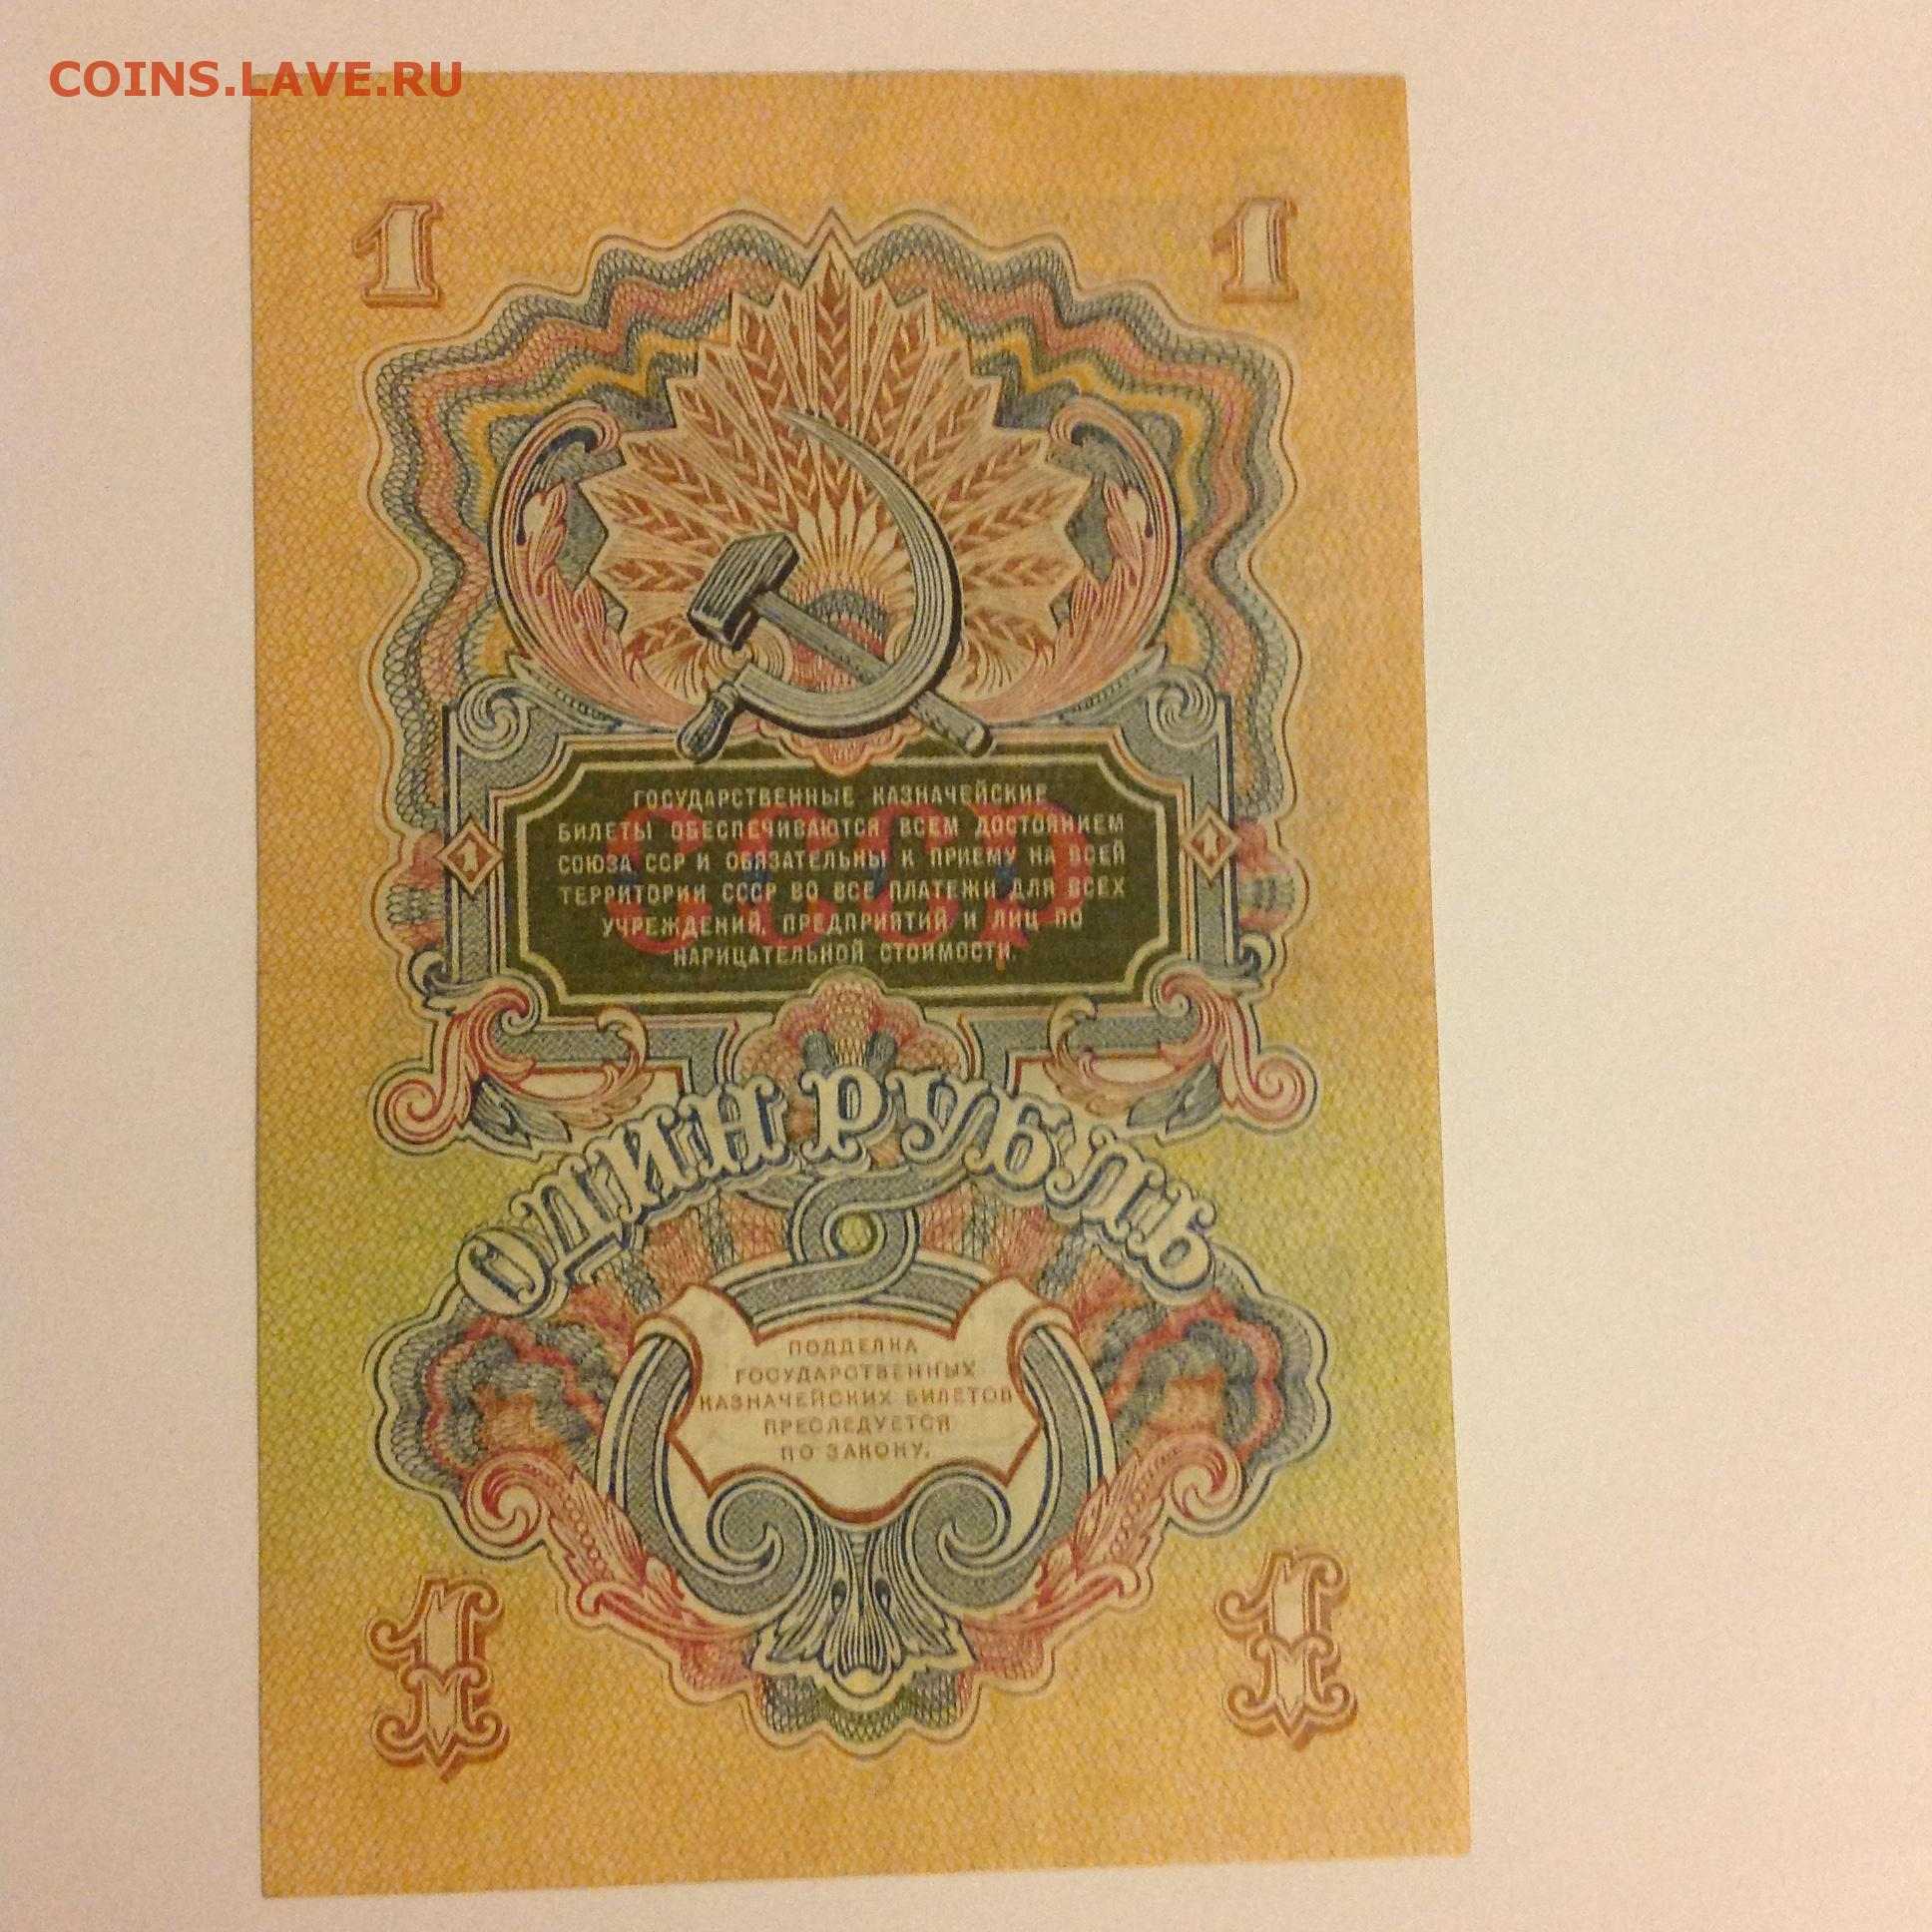 COINS.LAVE.RU
1 1
ГОСУДАРСТВЕННЫЕ КАЗНАЧЕЙСКИЕ
БИЛЕТЫ ОБЕСПЕЧИВАЮТСЯ ВСЕМ ДОСТОЯНИЕМ
СОЮЗА ССР И ОБЯЗАТЕЛЬНЫ К ПРИЕМУ НА ВСЕЙ
ТЕРРИТОРИИ СССР ВО ВСЕ ПЛАТЕЖИ ДЛЯ ВСЕХ
УЧРЕЖДЕНИЙ, ПРЕДПРИЯТИЙ И ЛИЦ ПО
НАРИЦАТЕЛЬНОЙ СТОИМОСТИ.
СССР
1 1
ОДИН РУБЛЬ
ПОДДЕЛКА
ГОСУДАРСТВЕННЫХ
КАЗНАЧЕЙСКИХ БИЛЕТОВ
ПРЕСЛЕДУЕТСЯ
ПО ЗАКОНУ.
1 1